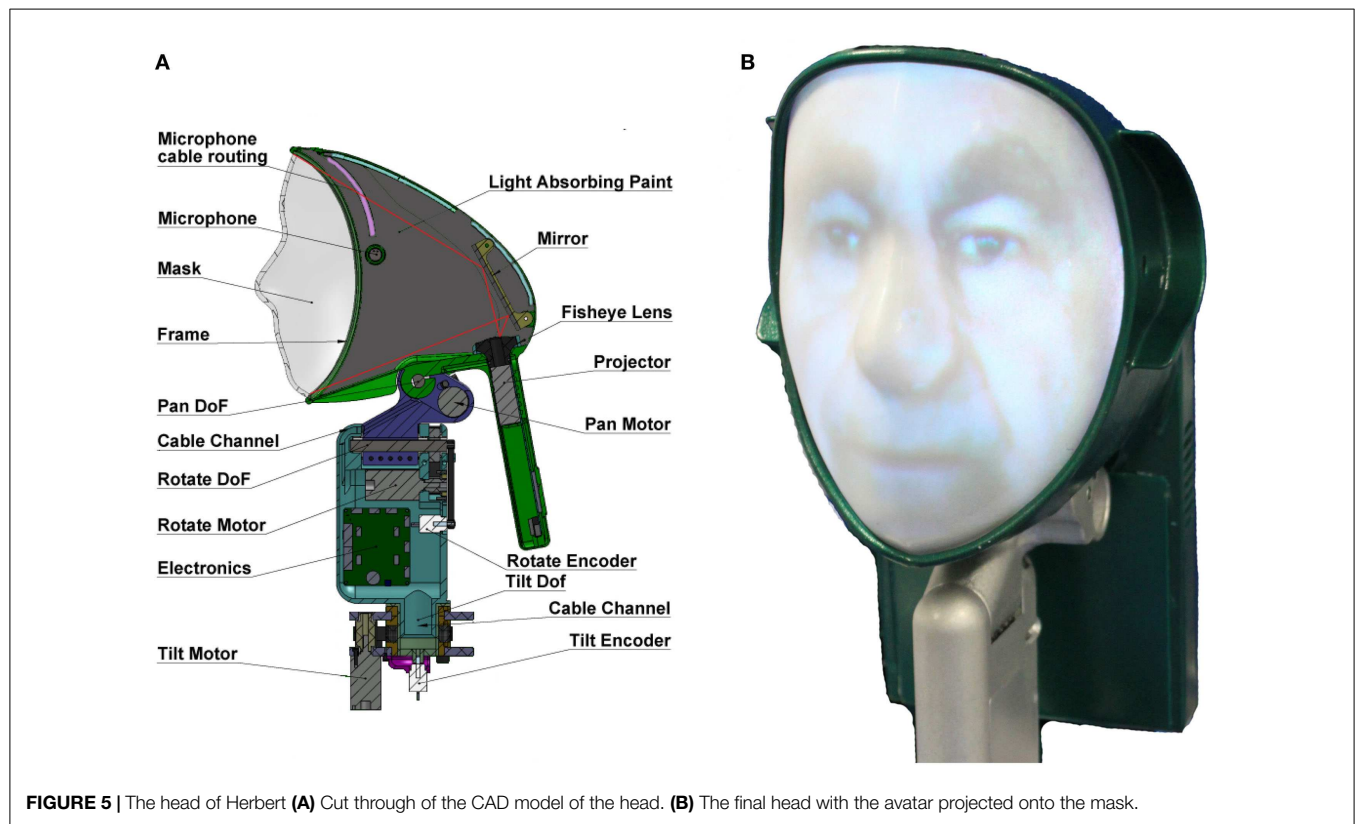 A
B
Microphone
cable routing
Microphone
Mask
Frame
Pan DoF
Cable Channel
Rotate DoF
Rotate Motor
Electronics
Tilt Motor
Light Absorbing Paint
Mirror
Fisheye Lens
Projector
Pan Motor
Rotate Encoder
Tilt Dof
Cable Channel
Tilt Encoder
FIGURE 5 | The head of Herbert (A) Cut through of the CAD model of the head. (B) The final head with the avatar projected onto the mask.